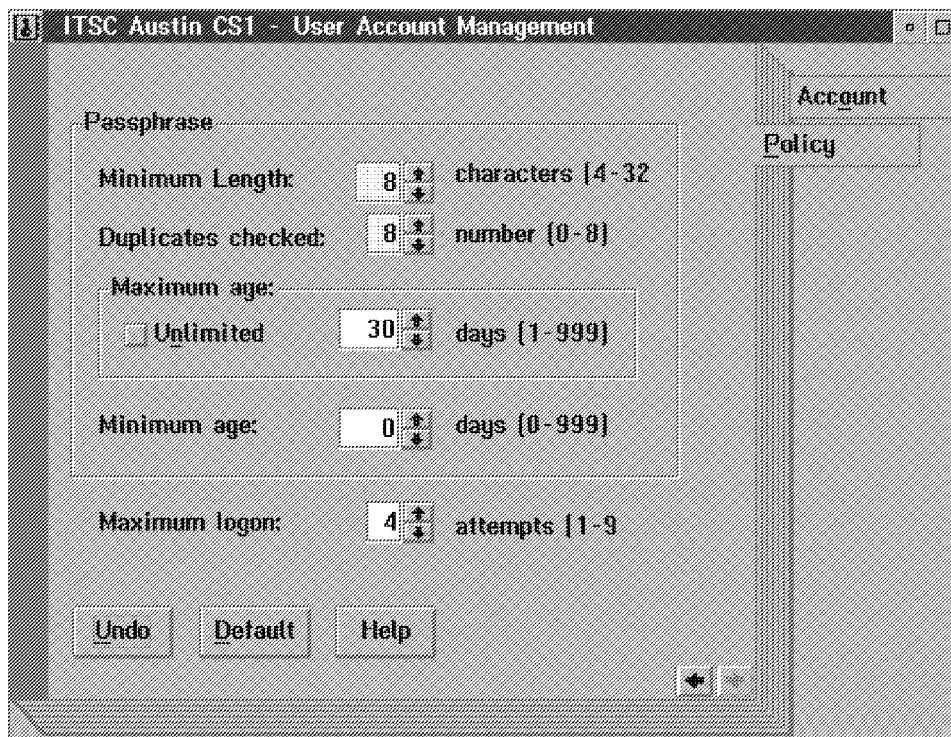 ITSC Austin CS1 - User Account Management
Account
Policy
Passphrase
Minimum Length: 8 characters (4-32
Duplicates checked: 8 number (0-8)
Maximum age:
Unlimited 30 days (1-999)
Minimum age: 0 days (0-999)
Maximum logon: 4 attempts (1-9
Undo Default Help